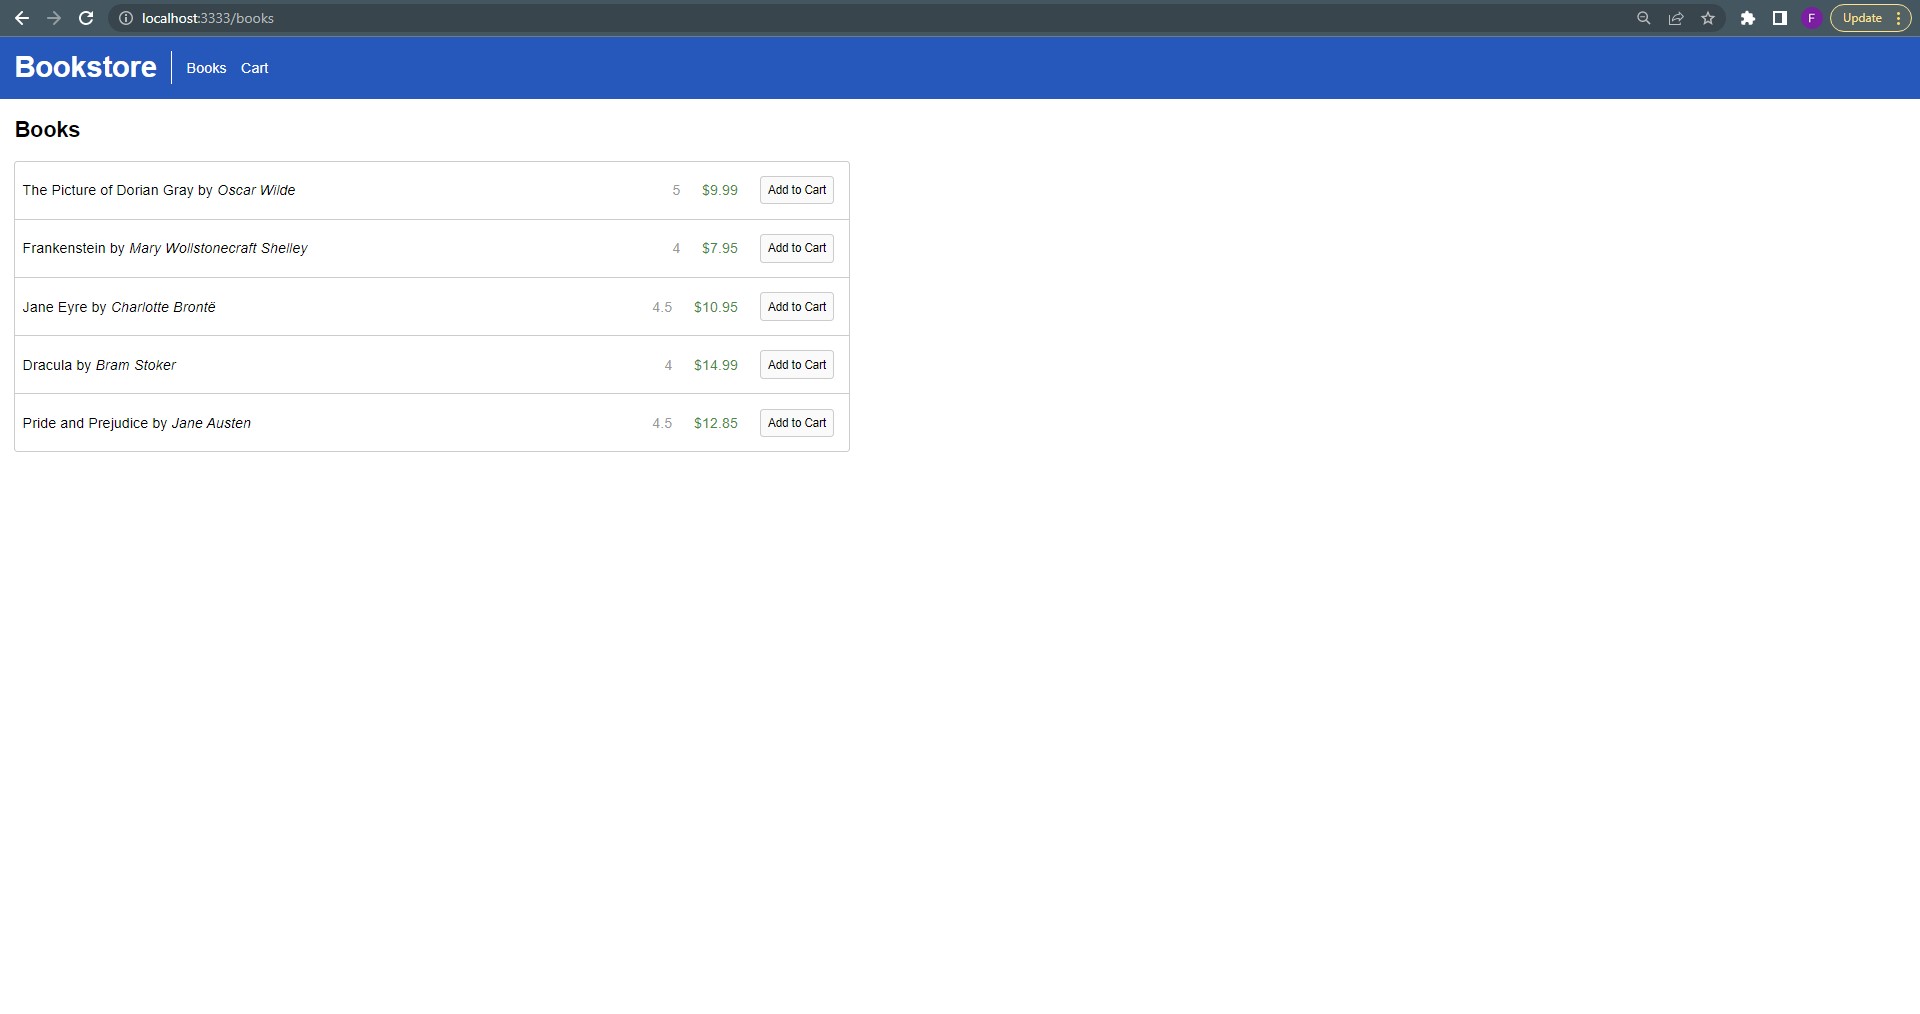 localhost:3333/books
F
Update
Bookstore
Books Cart
Books
The Picture of Dorian Gray by Oscar Wilde 5 $9.99 Add to Cart
Frankenstein by Mary Wollstonecraft Shelley 4 $7.95 Add to Cart
Jane Eyre by Charlotte Brontë 4.5 $10.95 Add to Cart
Dracula by Bram Stoker 4 $14.99 Add to Cart
Pride and Prejudice by Jane Austen 4.5 $12.85 Add to Cart